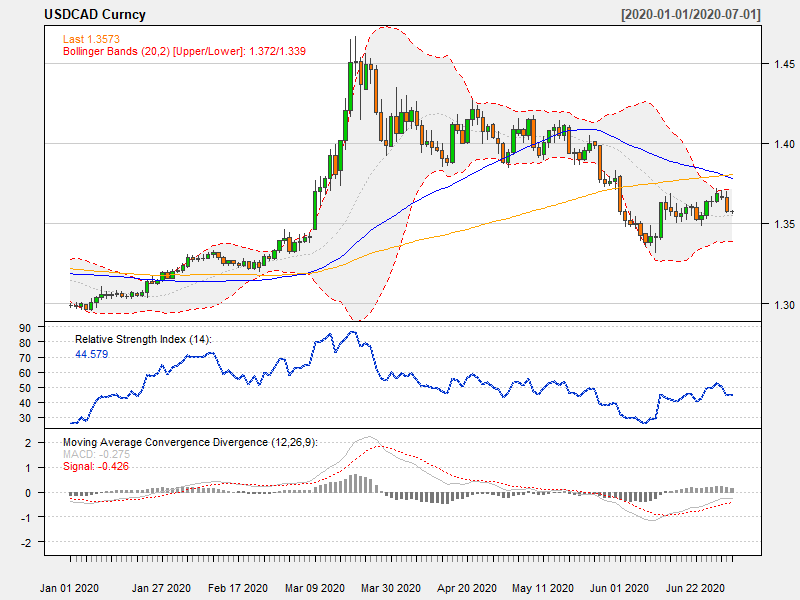 USDCAD Curncy [2020-01-01/2020-07-01]
Last 1.3573
Bollinger Bands (20,2) [Upper/Lower]: 1.372/1.339
1.45
1.40
1.35
1.30
Relative Strength Index (14):
44.579
90
80
70
60
50
40
30
Moving Average Convergence Divergence (12,26,9):
MACD: -0.275
Signal: -0.426
2
1
0
-1
-2
Jan 01 2020 Jan 27 2020 Feb 17 2020 Mar 09 2020 Mar 30 2020 Apr 20 2020 May 11 2020 Jun 01 2020 Jun 22 2020